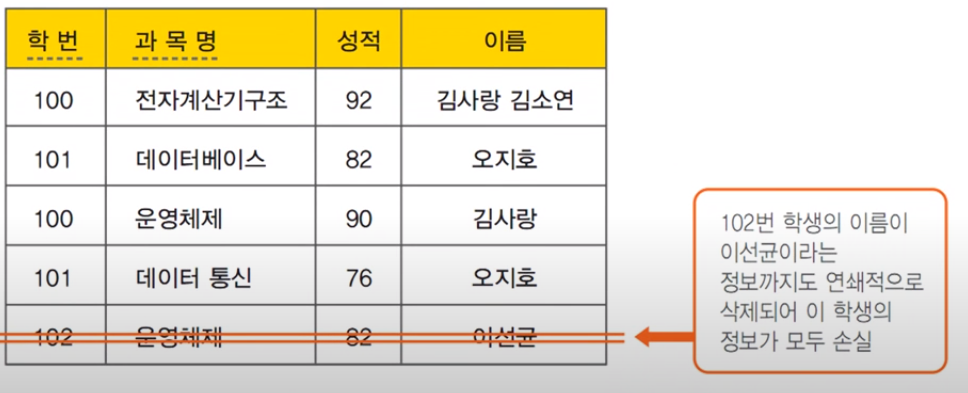 학 번 과 목 명 성적 이름
100 전자계산기구조 92 김사랑 김소연
101 데이터베이스 82 오지호
100 운영체제 90 김사랑
101 데이터 통신 76 오지호
102 운영체제 82 이선균
102번 학생의 이름이
이선균이라는
정보까지도 연쇄적으로
삭제되어 이 학생의
정보가 모두 손실